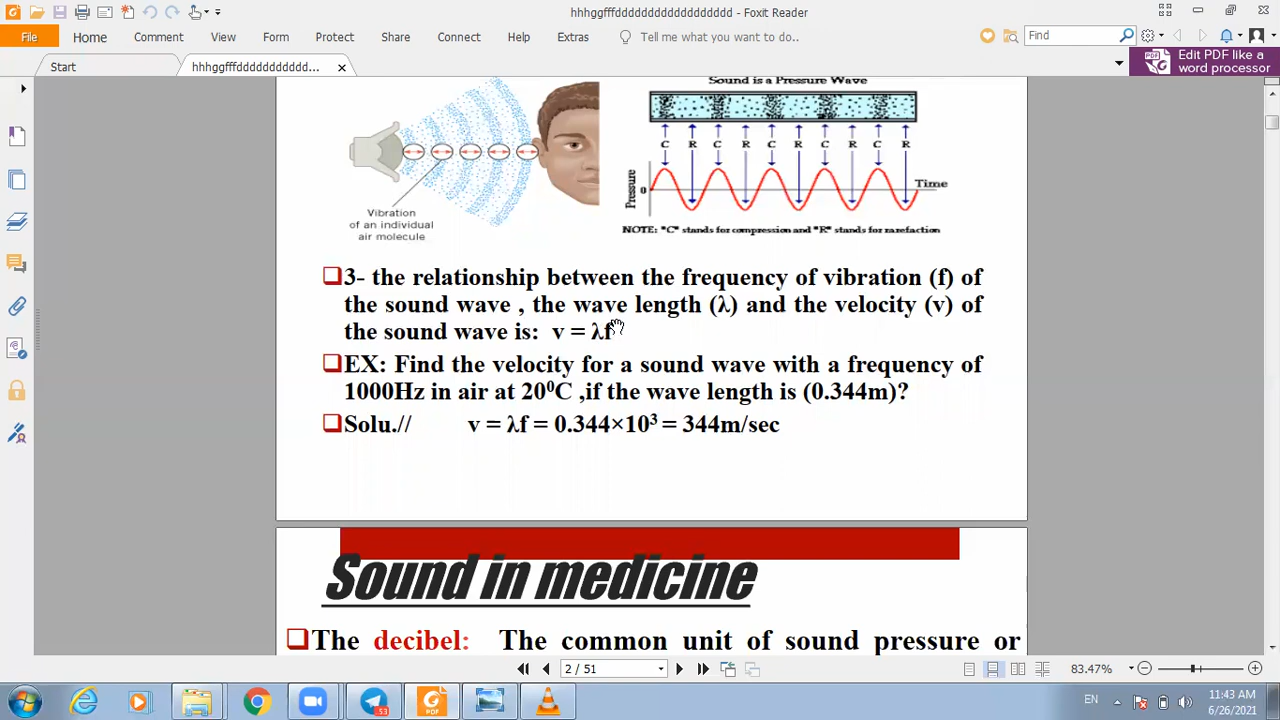 hhhggfffdddddddddddddddddd - Foxit Reader
File Home Comment View Form Protect Share Connect Help Extras Tell me what you want to do.. Find
Start hhhggfffddddddddddd... Edit PDF like a
word processor
Sound is a Pressure Wave
C R C R C R C R C R
Pressure
0
Time
Vibration
of an individual
air molecule
NOTE: "C" stands for compression and "R" stands for rarefaction
3- the relationship between the frequency of vibration (f) of
the sound wave , the wave length (λ) and the velocity (v) of
the sound wave is: v = λf
EX: Find the velocity for a sound wave with a frequency of
1000Hz in air at 20⁰C ,if the wave length is (0.344m)?
Solu.// v = λf = 0.344×10³ = 344m/sec
Sound in medicine
The decibel: The common unit of sound pressure or
2 / 51 83.47%
53 PDF EN 11:43 AM
6/26/2021